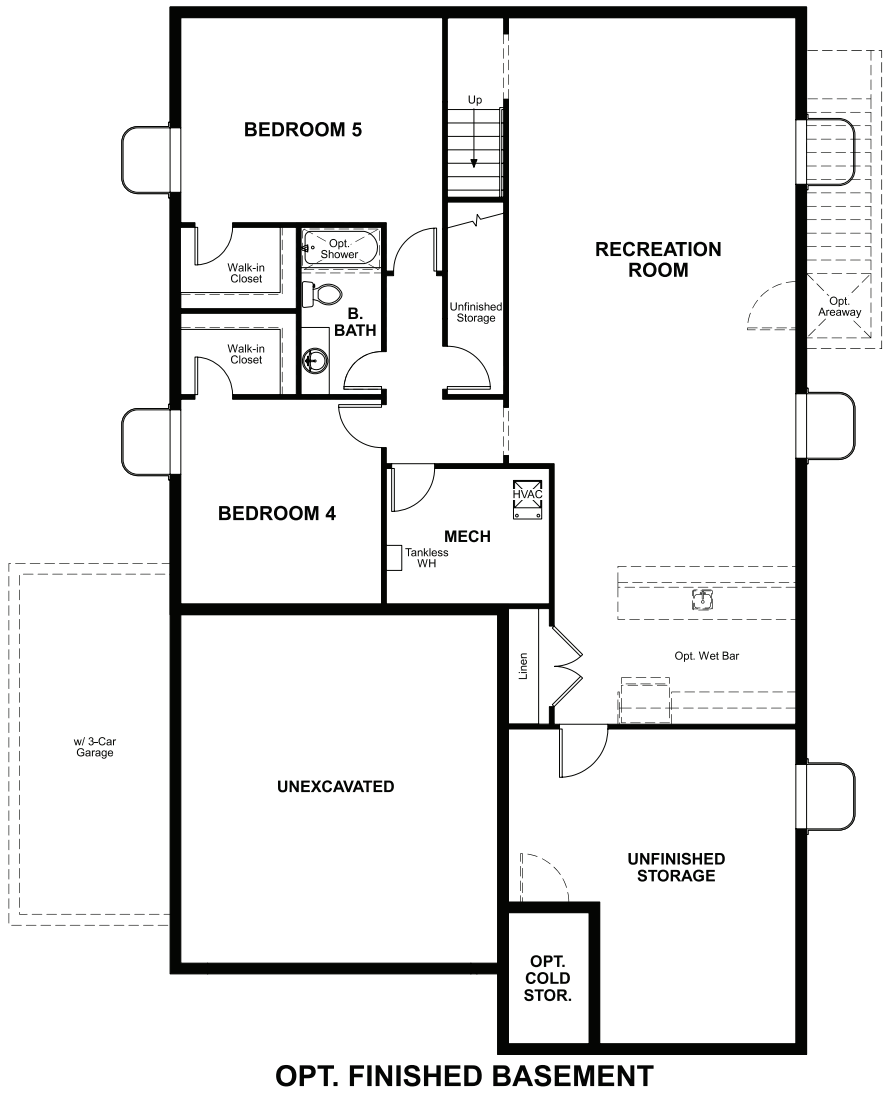 Up
BEDROOM 5
RECREATION
ROOM
Opt.
Shower
Walk-in
Closet
Unfinished
Storage
Opt.
Areaway
B.
BATH
Walk-in
Closet
HVAC
BEDROOM 4
MECH
Tankless
WH
Linen
Opt. Wet Bar
w/ 3-Car
Garage
UNEXCAVATED
UNFINISHED
STORAGE
OPT.
COLD
STOR.
OPT. FINISHED BASEMENT